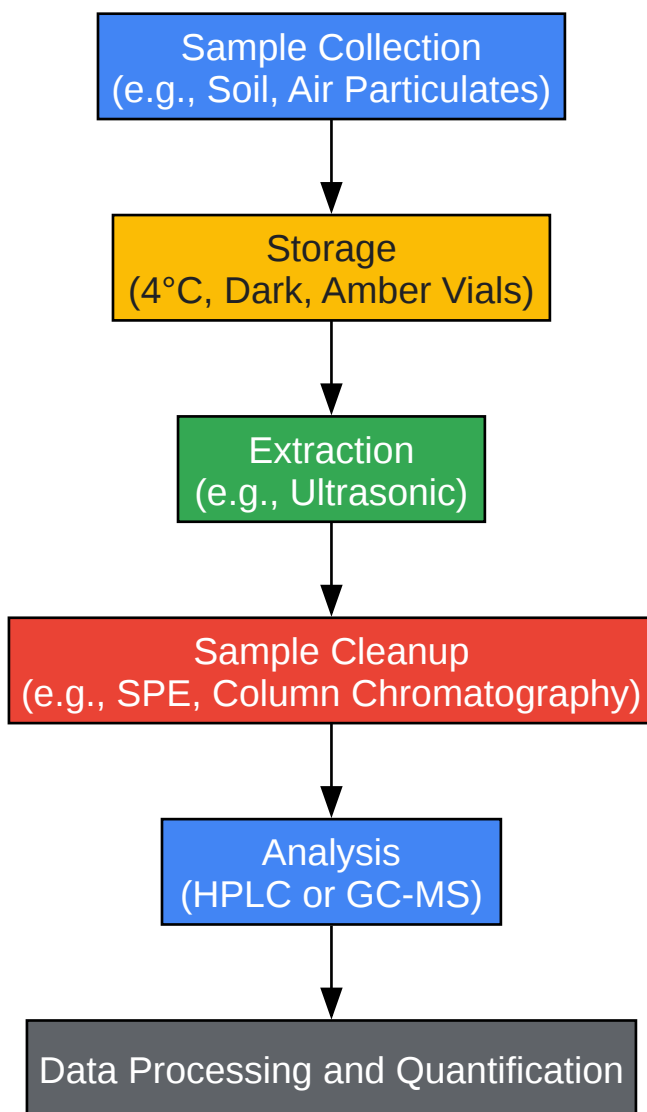 Sample Collection
(e.g., Soil, Air Particulates)
Storage
(4°C, Dark, Amber Vials)
Extraction
(e.g., Ultrasonic)
Sample Cleanup
(e.g., SPE, Column Chromatography)
Analysis
(HPLC or GC-MS)
Data Processing and Quantification